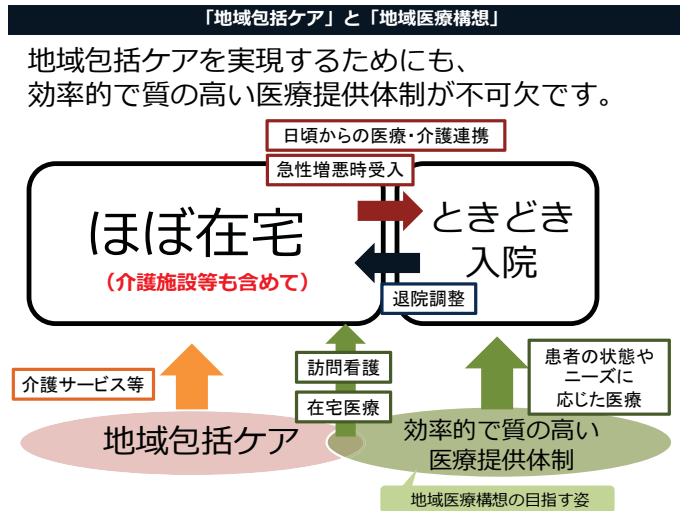 「地域包括ケア」と「地域医療構想」
地域包括ケアを実現するためにも、
効率的で質の高い医療提供体制が不可欠です。
日頃からの医療・介護連携
急性増悪時受入
ほぼ在宅
（介護施設等も含めて）
ときどき
入院
退院調整
介護サービス等
訪問看護
在宅医療
患者の状態や
ニーズに
応じた医療
地域包括ケア
効率的で質の高い
医療提供体制
地域医療構想の目指す姿